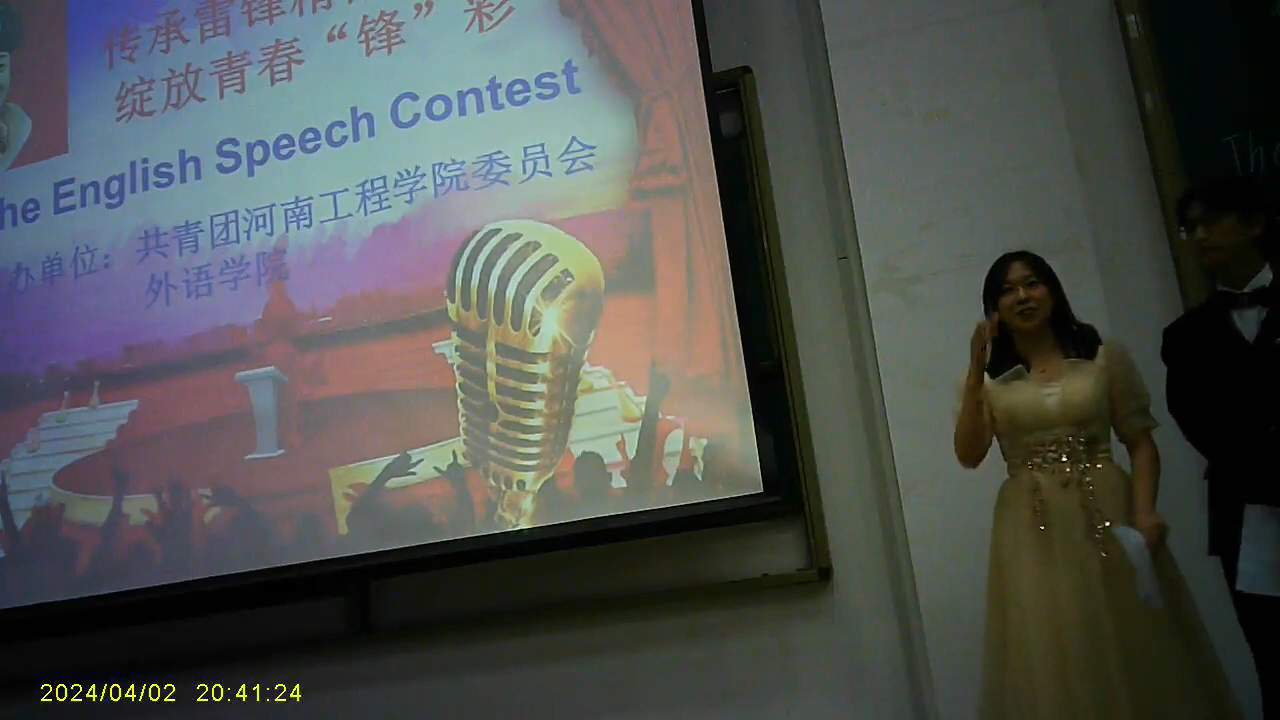 传承雷锋精
绽放青春“锋”彩
he English Speech Contest
办单位：共青团河南工程学院委员会
外语学院
Th
2024/04/02 20:41:24